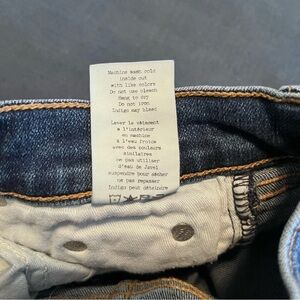 Machine wash cold
inside out
with like colors
Do not use bleach
Hang to dry
Do not iron
Indigo may bleed
Laver le vêtement
à l'intérieur
en machine
à l'eau froide
avec des couleurs
similaires
ne pas utiliser
d'eau de Javel
suspendre pour sécher
ne pas repasser
Indigo peut déteindre